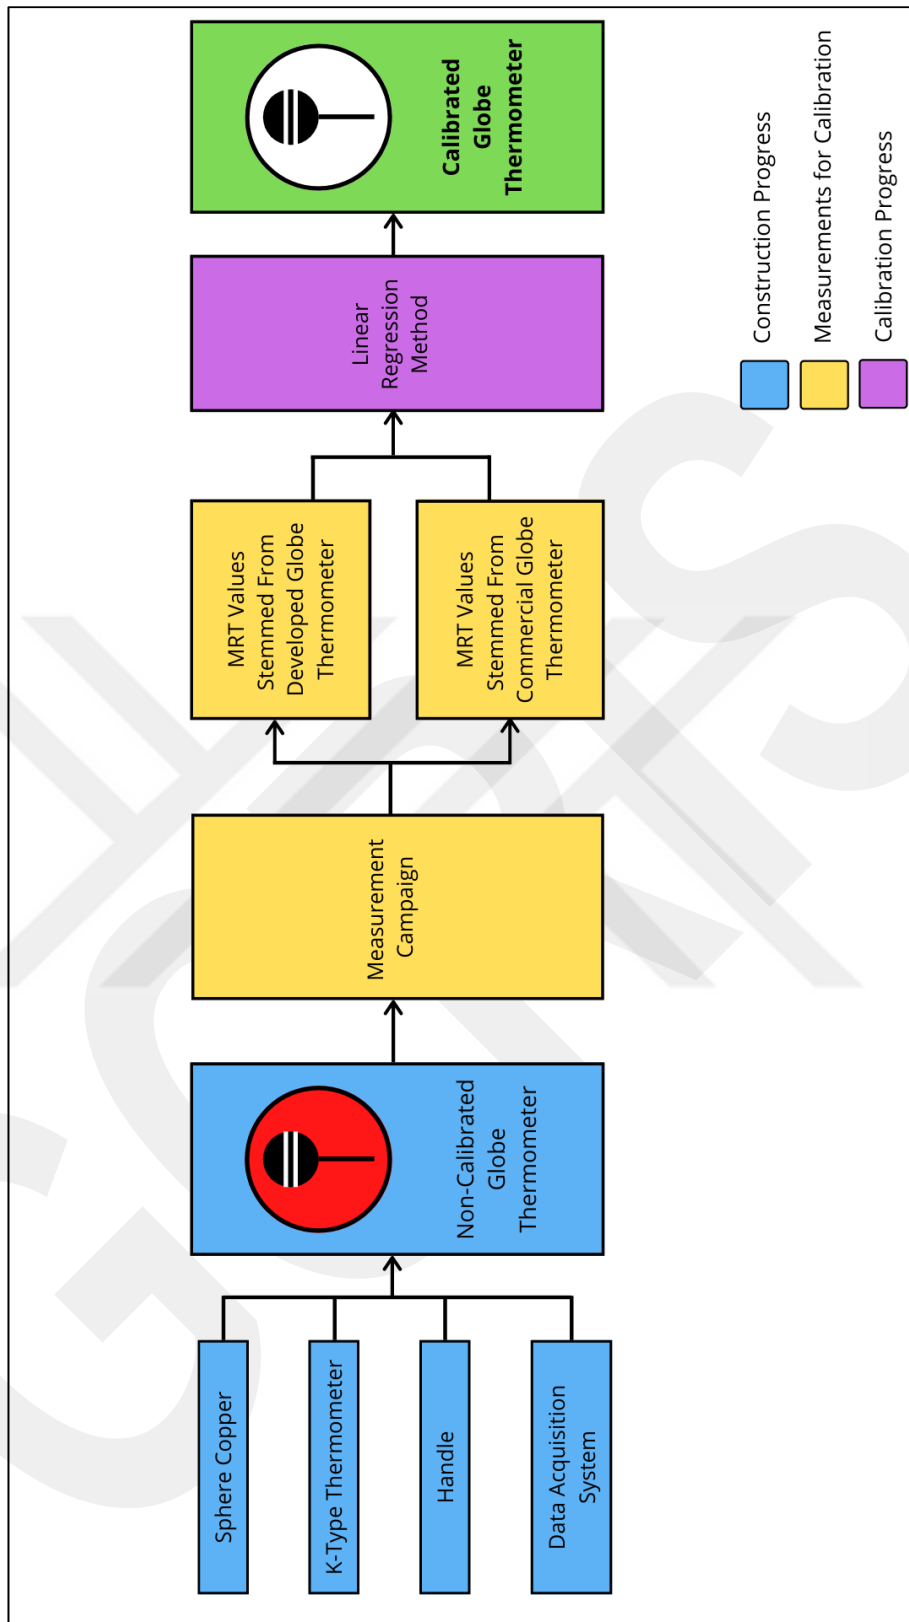 Sphere Copper
K-Type Thermometer
Handle
Data Acquisition
System
Non-Calibrated
Globe
Thermometer
Measurement
Campaign
MRT Values
Stemmed From
Developed Globe
Thermometer
MRT Values
Stemmed From
Commercial Globe
Thermometer
Linear
Regression
Method
Calibrated
Globe
Thermometer
Construction Progress
Measurements for Calibration
Calibration Progress